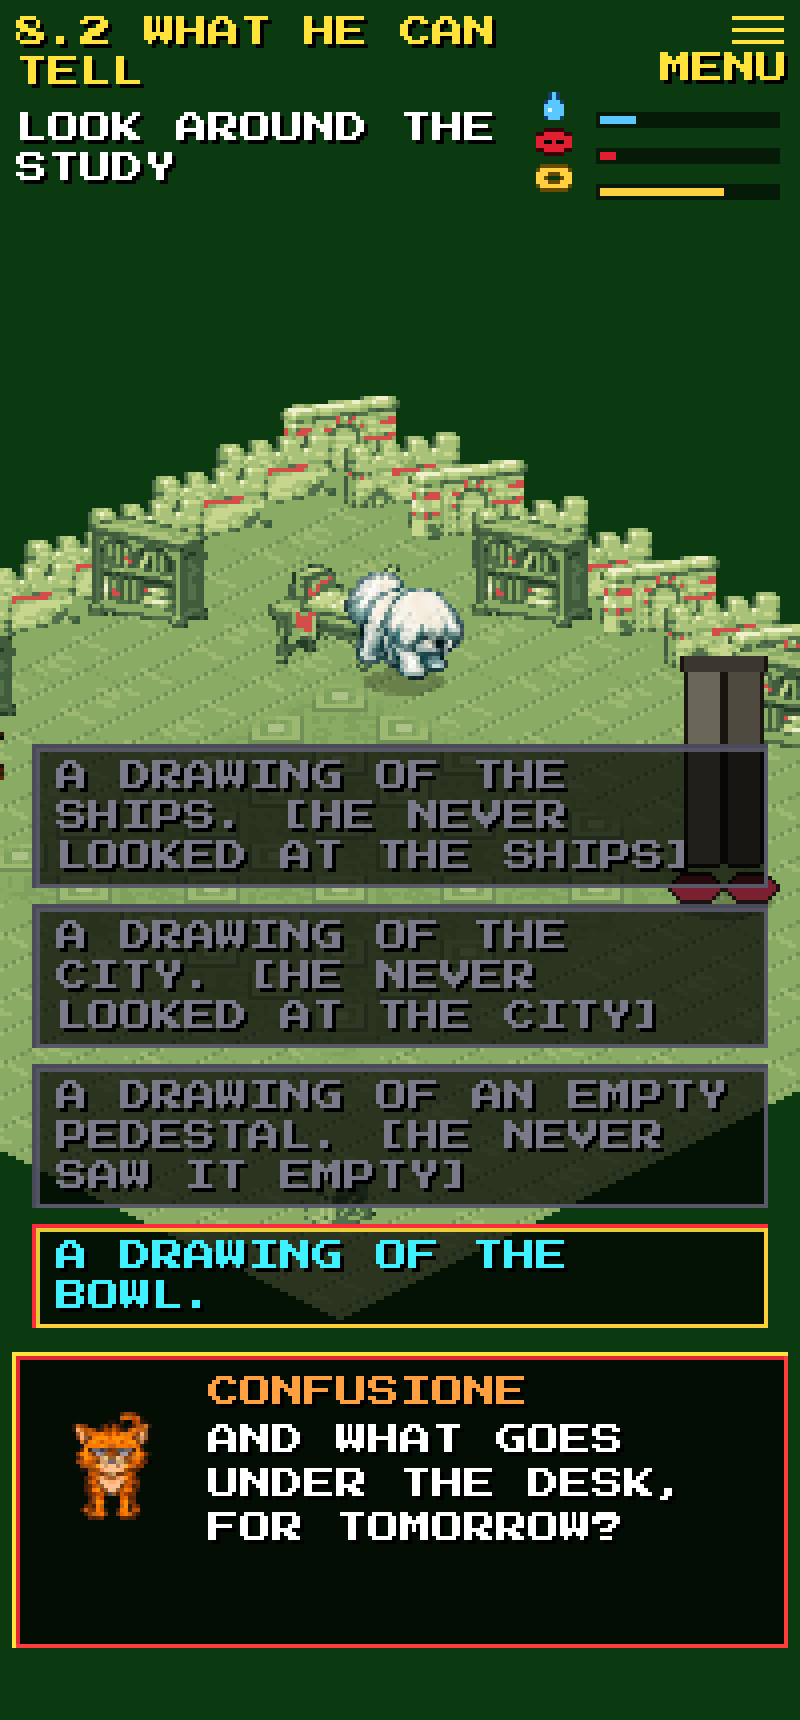 8.2 WHAT HE CAN
TELL
MENU
LOOK AROUND THE
STUDY
A DRAWING OF THE
SHIPS. [HE NEVER
LOOKED AT THE SHIPS]
A DRAWING OF THE
CITY. [HE NEVER
LOOKED AT THE CITY]
A DRAWING OF AN EMPTY
PEDESTAL. [HE NEVER
SAW IT EMPTY]
A DRAWING OF THE
BOWL.
CONFUSIONE
AND WHAT GOES
UNDER THE DESK,
FOR TOMORROW?